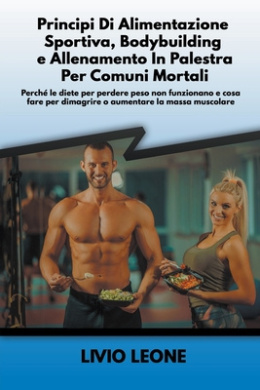 Principi Di Alimentazione
Sportiva, Bodybuilding
e Allenamento In Palestra
Per Comuni Mortali
Perché le diete per perdere peso non funzionano e cosa
fare per dimagrire o aumentare la massa muscolare
LIVIO LEONE